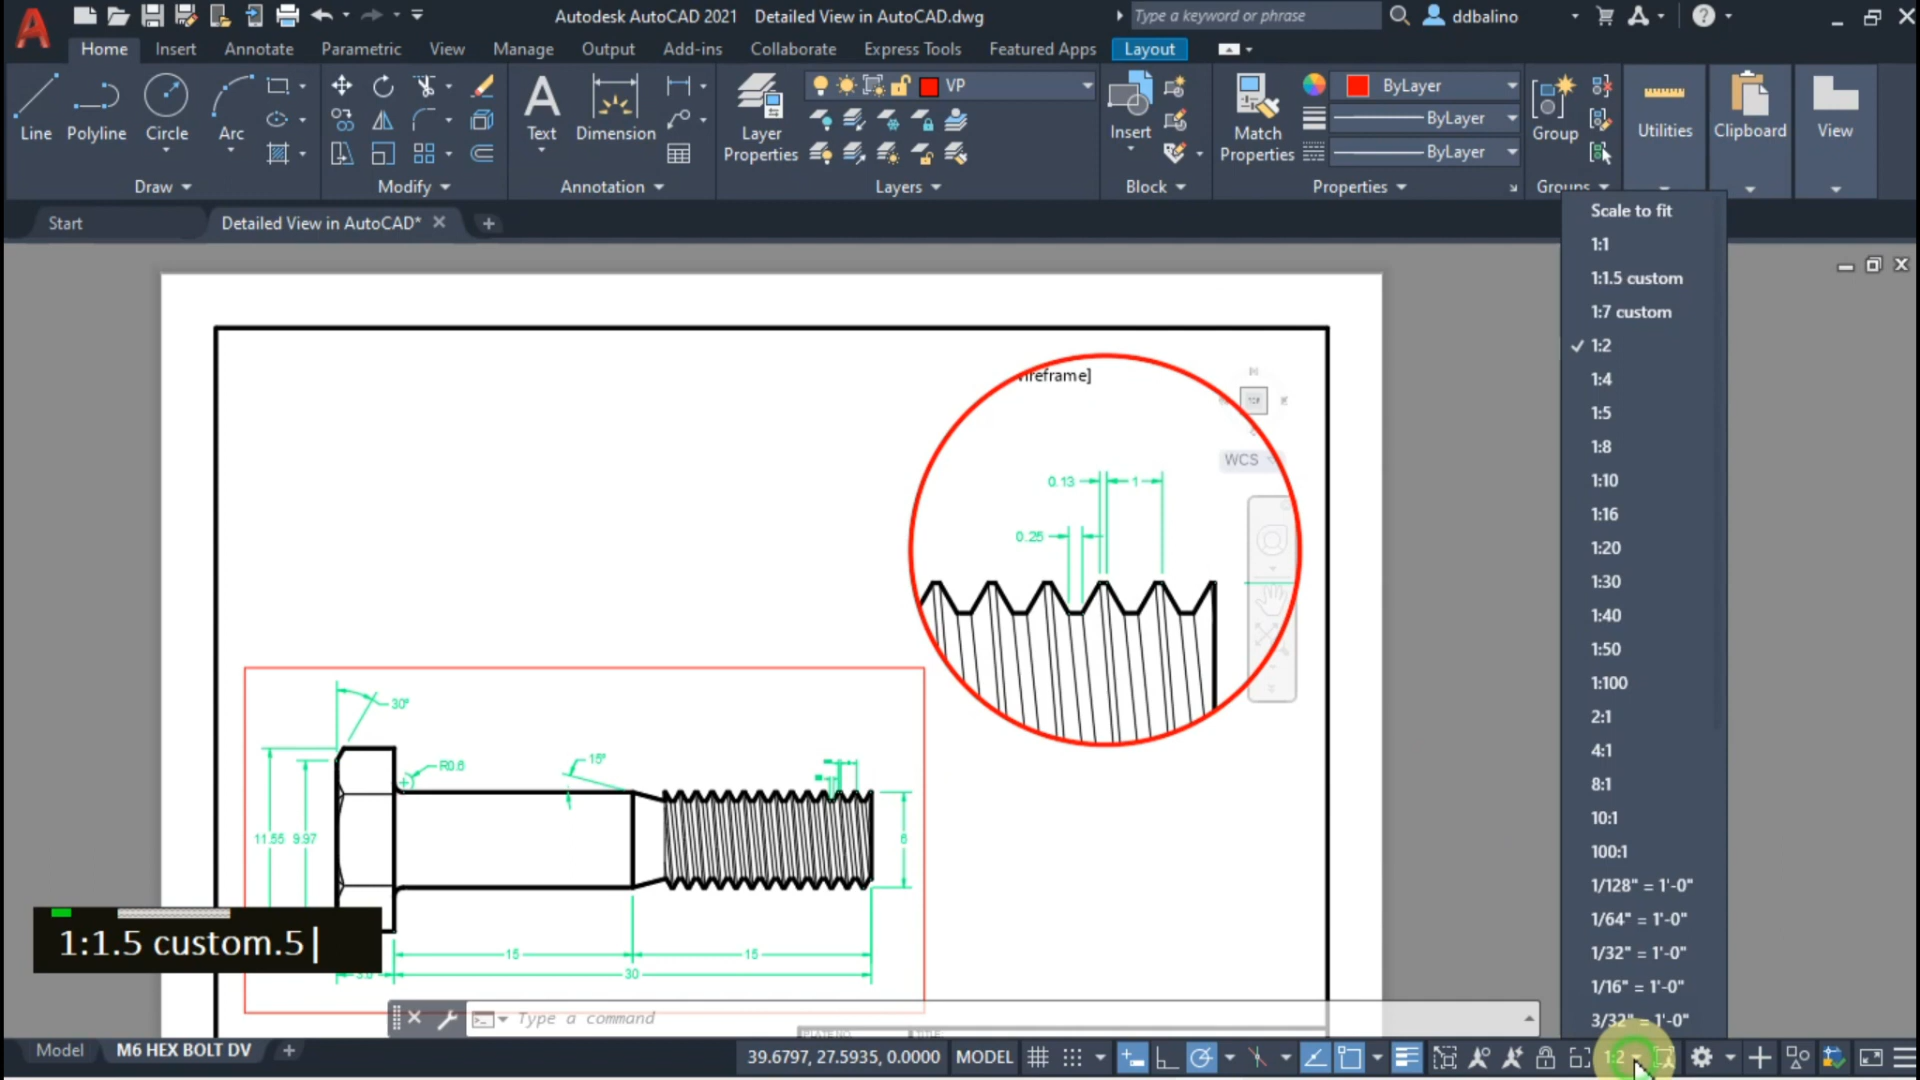 Autodesk AutoCAD 2021 Detailed View in AutoCAD.dwg
Type a keyword or phrase
ddbalino
Home Insert Annotate Parametric View Manage Output Add-ins Collaborate Express Tools Featured Apps Layout
VP
ByLayer
ByLayer
ByLayer
Line Polyline Circle Arc
Text Dimension
Layer Properties
Insert
Match Properties
Group
Utilities
Clipboard
View
Draw Modify Annotation Layers Block Properties Groups
Start Detailed View in AutoCAD*
Scale to fit
1:1
1:1.5 custom
1:7 custom
1:2
1:4
1:5
1:8
1:10
1:16
1:20
1:30
1:40
1:50
1:100
2:1
4:1
8:1
10:1
100:1
1/128" = 1'-0"
1/64" = 1'-0"
1/32" = 1'-0"
1/16" = 1'-0"
3/32" = 1'-0"
ireframe]
TOP
WCS
0.13 1
0.25
30°
R0.6
15°
11.55 9.97
6
15 15
30
1:1.5 custom.5
Type a command
PLATE NO. TITLE:
Model M6 HEX BOLT DV
39.6797, 27.5935, 0.0000 MODEL
1:2